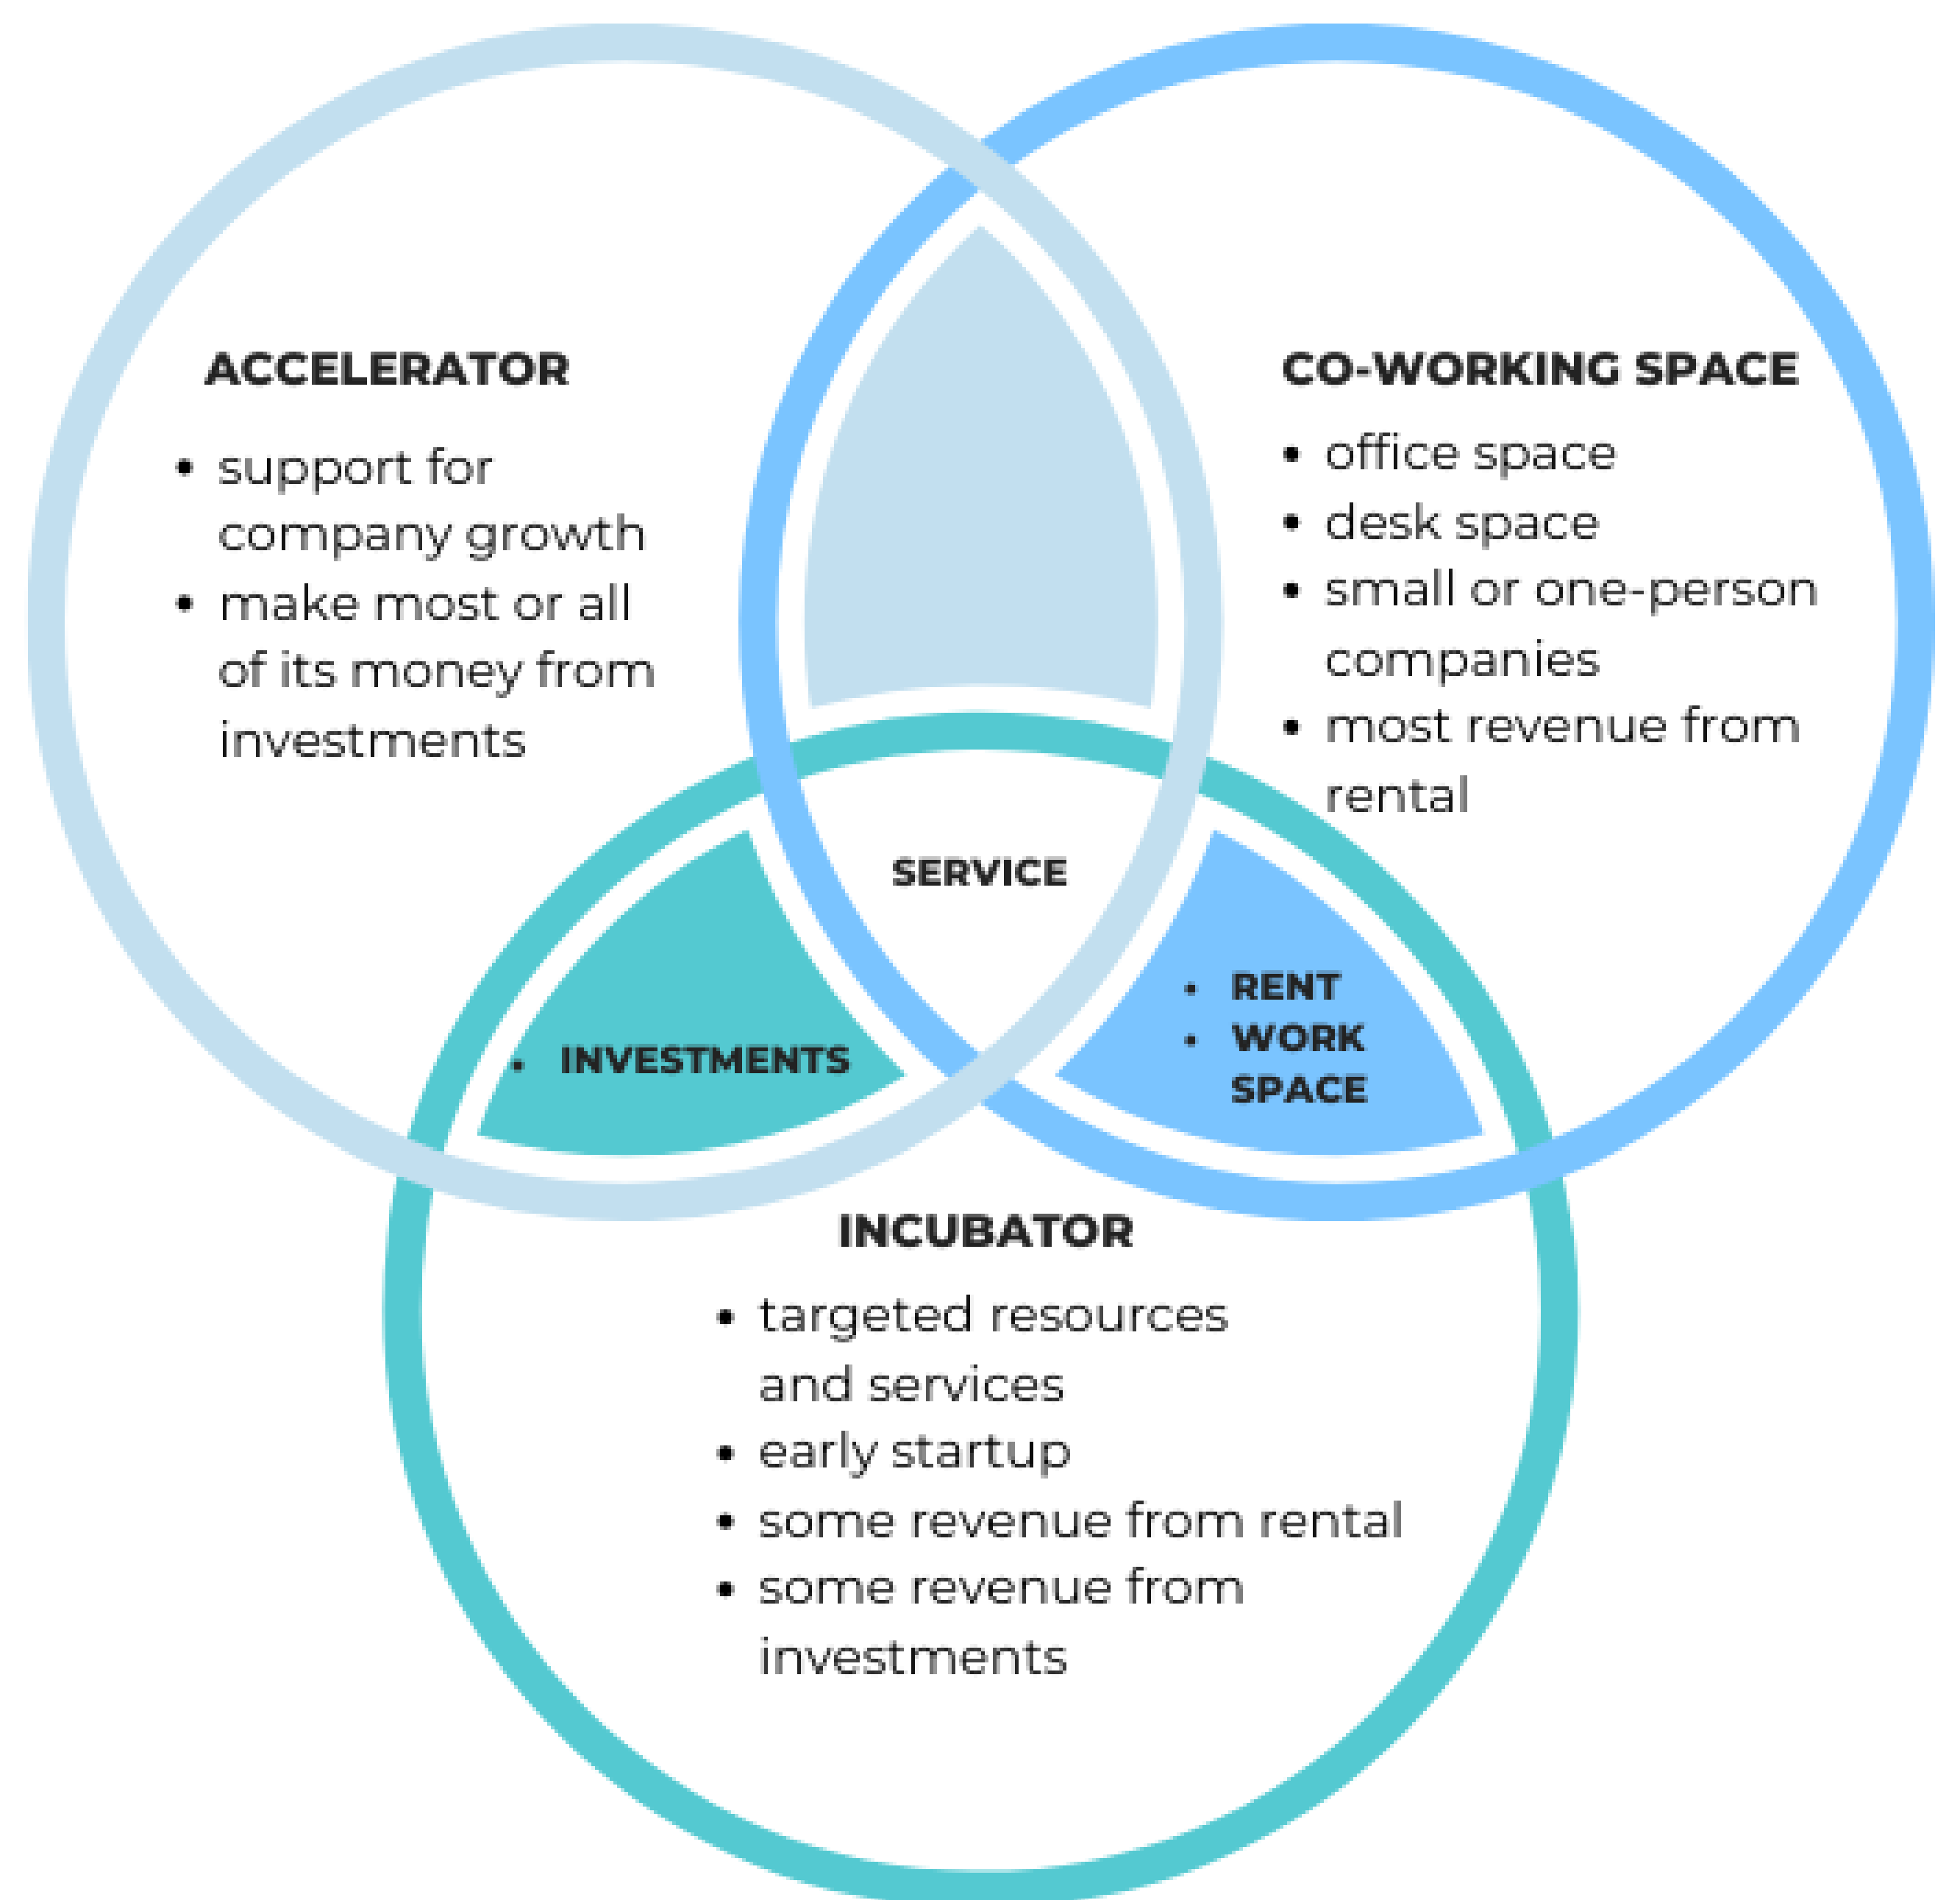 ACCELERATOR
• support for
company growth
• make most or all
of its money from
investments
CO-WORKING SPACE
• office space
• desk space
• small or one-person
companies
• most revenue from
rental
SERVICE
• INVESTMENTS
• RENT
• WORK
SPACE
INCUBATOR
• targeted resources
and services
• early startup
• some revenue from rental
• some revenue from
investments